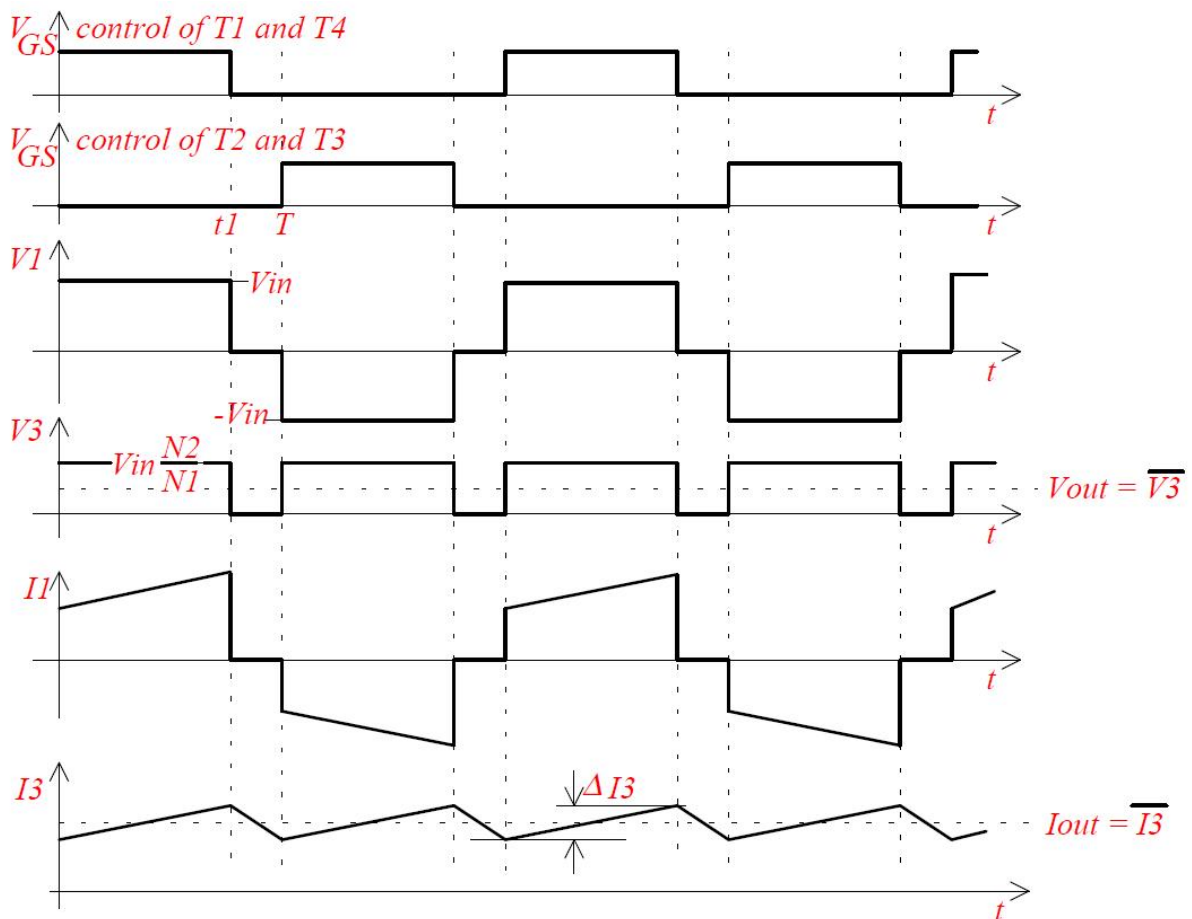 VGS control of T1 and T4
t
VGS control of T2 and T3
t1 T t
V1
Vin
t
-Vin
V3
Vin N2
N1
Vout = V3
t
I1
t
I3
Δ I3
Iout = I3
t